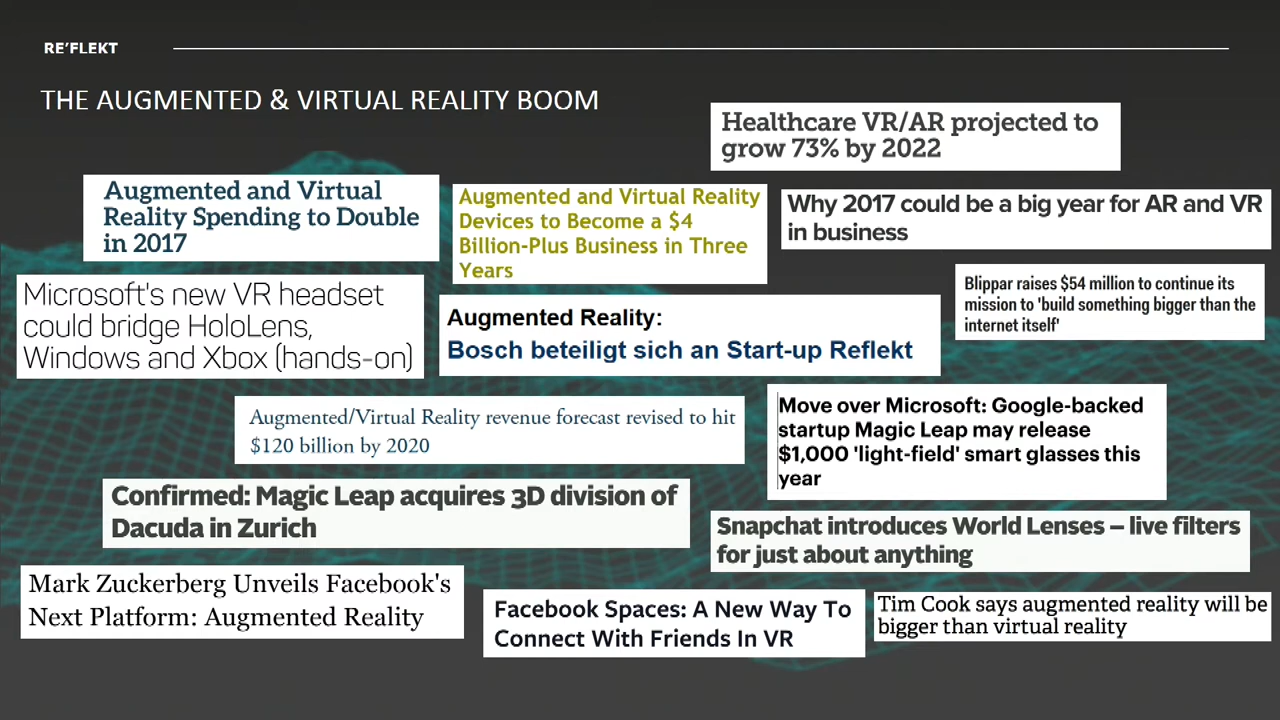 RE'FLEKT
THE AUGMENTED & VIRTUAL REALITY BOOM
Healthcare VR/AR projected to
grow 73% by 2022
Augmented and Virtual
Reality Spending to Double
in 2017
Augmented and Virtual Reality
Devices to Become a $4
Billion-Plus Business in Three
Years
Why 2017 could be a big year for AR and VR
in business
Microsoft's new VR headset
could bridge HoloLens,
Windows and Xbox (hands-on)
Augmented Reality:
Bosch beteiligt sich an Start-up Reflekt
Blippar raises $54 million to continue its
mission to 'build something bigger than the
internet itself'
Augmented/Virtual Reality revenue forecast revised to hit
$120 billion by 2020
Move over Microsoft: Google-backed
startup Magic Leap may release
$1,000 'light-field' smart glasses this
year
Confirmed: Magic Leap acquires 3D division of
Dacuda in Zurich
Snapchat introduces World Lenses – live filters
for just about anything
Mark Zuckerberg Unveils Facebook's
Next Platform: Augmented Reality
Facebook Spaces: A New Way To
Connect With Friends In VR
Tim Cook says augmented reality will be
bigger than virtual reality